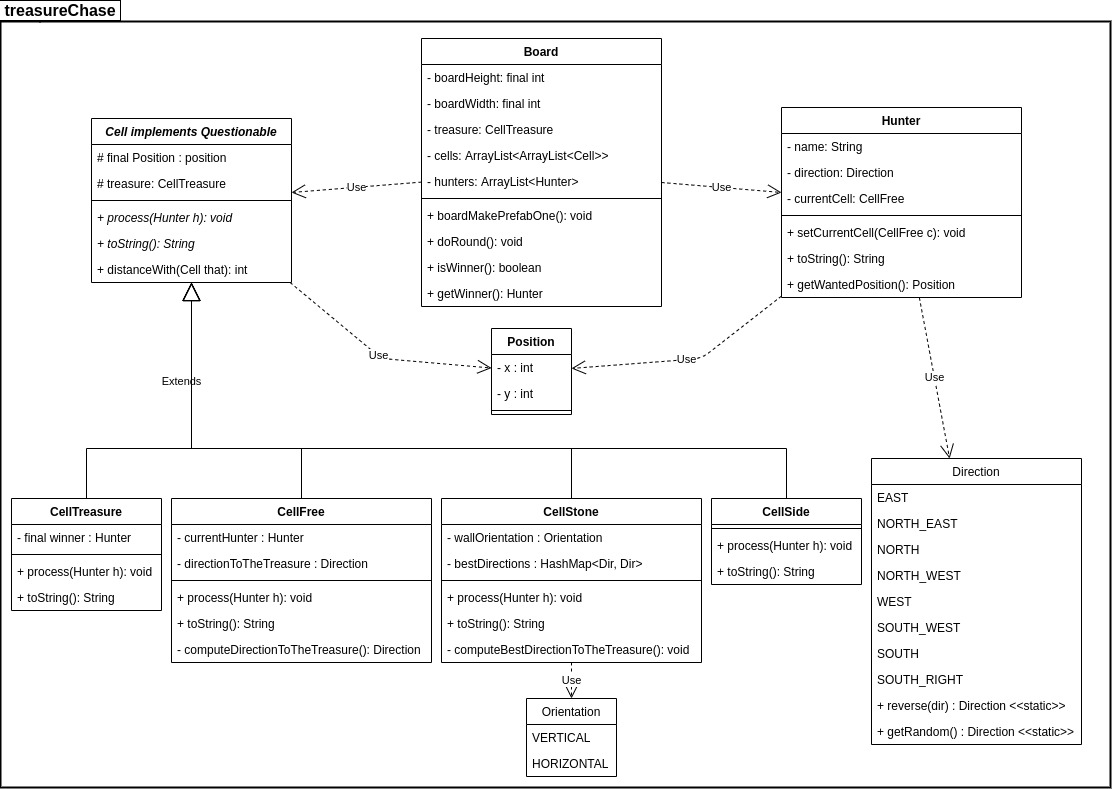 treasureChase
Board
- boardHeight: final int
- boardWidth: final int
- treasure: CellTreasure
- cells: ArrayList<ArrayList<Cell>>
- hunters: ArrayList<Hunter>
+ boardMakePrefabOne(): void
+ doRound(): void
+ isWinner(): boolean
+ getWinner(): Hunter
Cell implements Questionable
# final Position : position
# treasure: CellTreasure
+ process(Hunter h): void
+ toString(): String
+ distanceWith(Cell that): int
Use
Use
Hunter
- name: String
- direction: Direction
- currentCell: CellFree
+ setCurrentCell(CellFree c): void
+ toString(): String
+ getWantedPosition(): Position
Position
- x : int
- y : int
Use
Use
Use
Extends
CellTreasure
- final winner : Hunter
+ process(Hunter h): void
+ toString(): String
CellFree
- currentHunter : Hunter
- directionToTheTreasure : Direction
+ process(Hunter h): void
+ toString(): String
- computeDirectionToTheTreasure(): Direction
CellStone
- wallOrientation : Orientation
- bestDirections : HashMap<Dir, Dir>
+ process(Hunter h): void
+ toString(): String
- computeBestDirectionToTheTreasure(): void
CellSide
+ process(Hunter h): void
+ toString(): String
Direction
EAST
NORTH_EAST
NORTH
NORTH_WEST
WEST
SOUTH_WEST
SOUTH
SOUTH_RIGHT
+ reverse(dir) : Direction <<static>>
+ getRandom() : Direction <<static>>
Use
Orientation
VERTICAL
HORIZONTAL